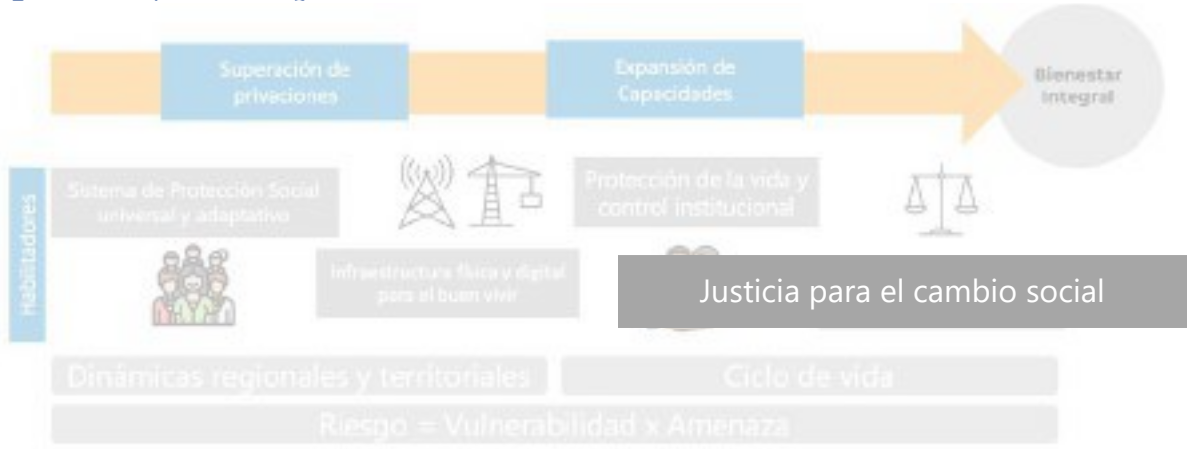 Superación de
privaciones
Expansión de
Capacidades
Bienestar
Integral
Habilitadores
Sistema de Protección Social
universal y adaptativo
Protección de la vida y
control institucional
Infraestructura física y digital
para el buen vivir
Justicia para el cambio social
Dinámicas regionales y territoriales
Ciclo de vida
Riesgo = Vulnerabilidad x Amenaza